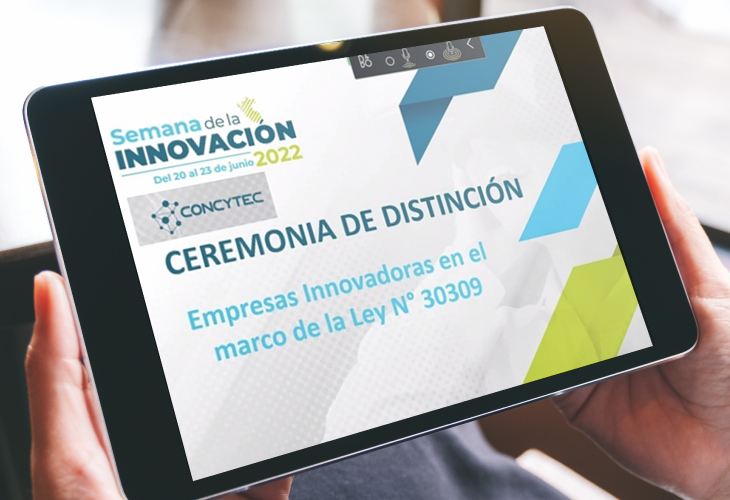 Semana de la
INNOVACIÓN
Del 20 al 23 de junio 2022
CONCYTEC
CEREMONIA DE DISTINCIÓN
Empresas Innovadoras en el
marco de la Ley N° 30309